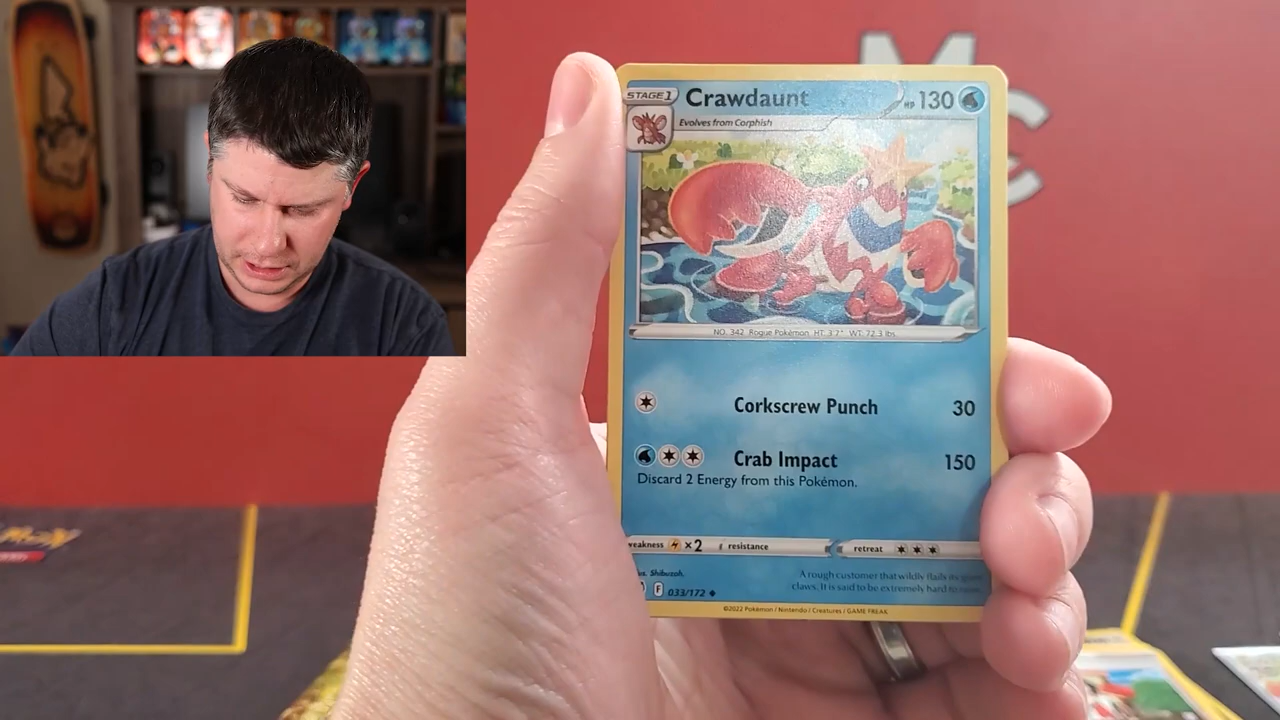 M
C
STAGE 1
Crawdaunt
HP 130
Evolves from Corphish
NO. 342 Rogue Pokémon HT: 3'7" WT: 72.3 lbs.
Corkscrew Punch 30
Crab Impact 150
Discard 2 Energy from this Pokémon.
weakness ×2 resistance retreat
Shibuzoh.
A rough customer that wildly flails its
claws. It is said to be extremely hard to
F 033/172
©2022 Pokémon / Nintendo / Creatures / GAME FREAK